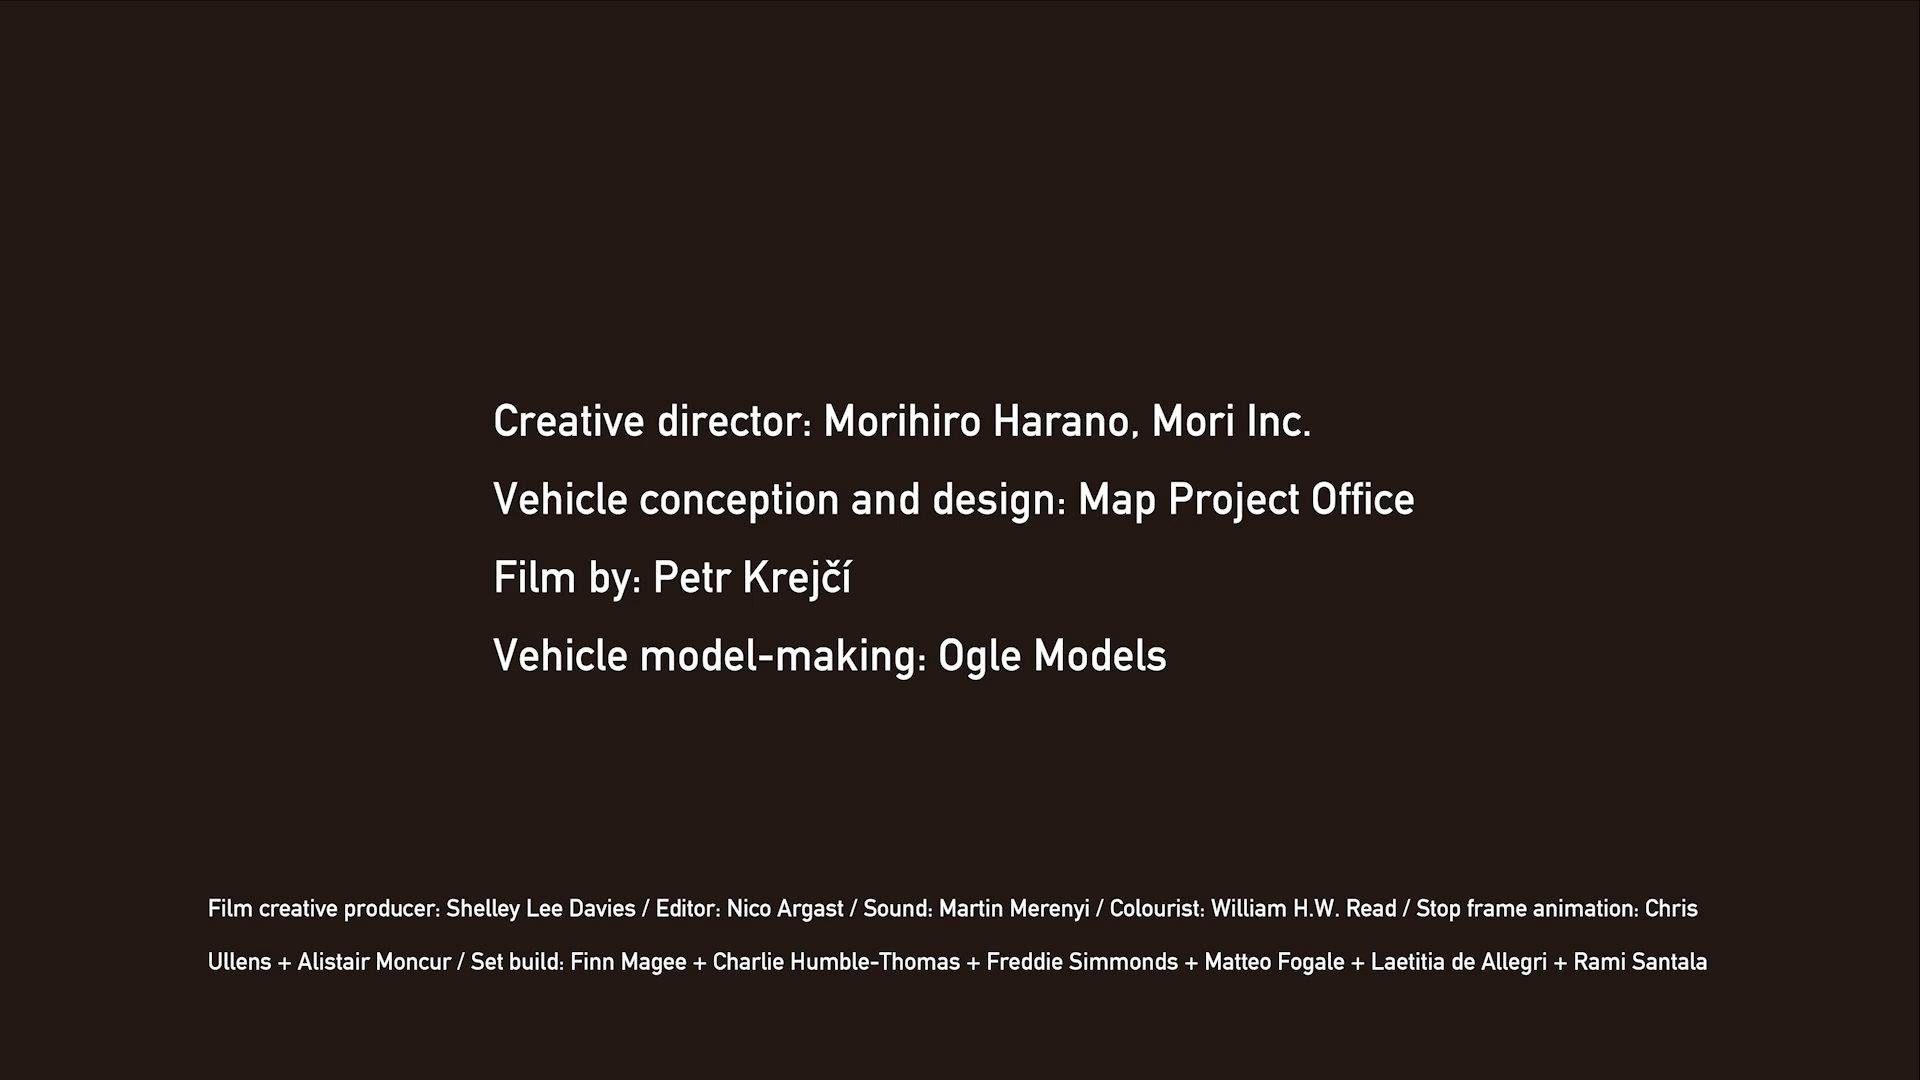 Creative director: Morihiro Harano, Mori Inc.
Vehicle conception and design: Map Project Office
Film by: Petr Krejčí
Vehicle model-making: Ogle Models
Film creative producer: Shelley Lee Davies / Editor: Nico Argast / Sound: Martin Merenyi / Colourist: William H.W. Read / Stop frame animation: Chris
Ullens + Alistair Moncur / Set build: Finn Magee + Charlie Humble-Thomas + Freddie Simmonds + Matteo Fogale + Laetitia de Allegri + Rami Santala